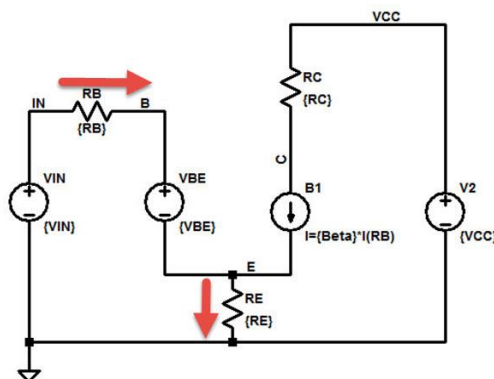 VCC
RB
IN
B
{RB}
RC
{RC}
C
VIN
{VIN}
VBE
{VBE}
B1
I={Beta}*I(RB)
V2
{VCC}
E
RE
{RE}